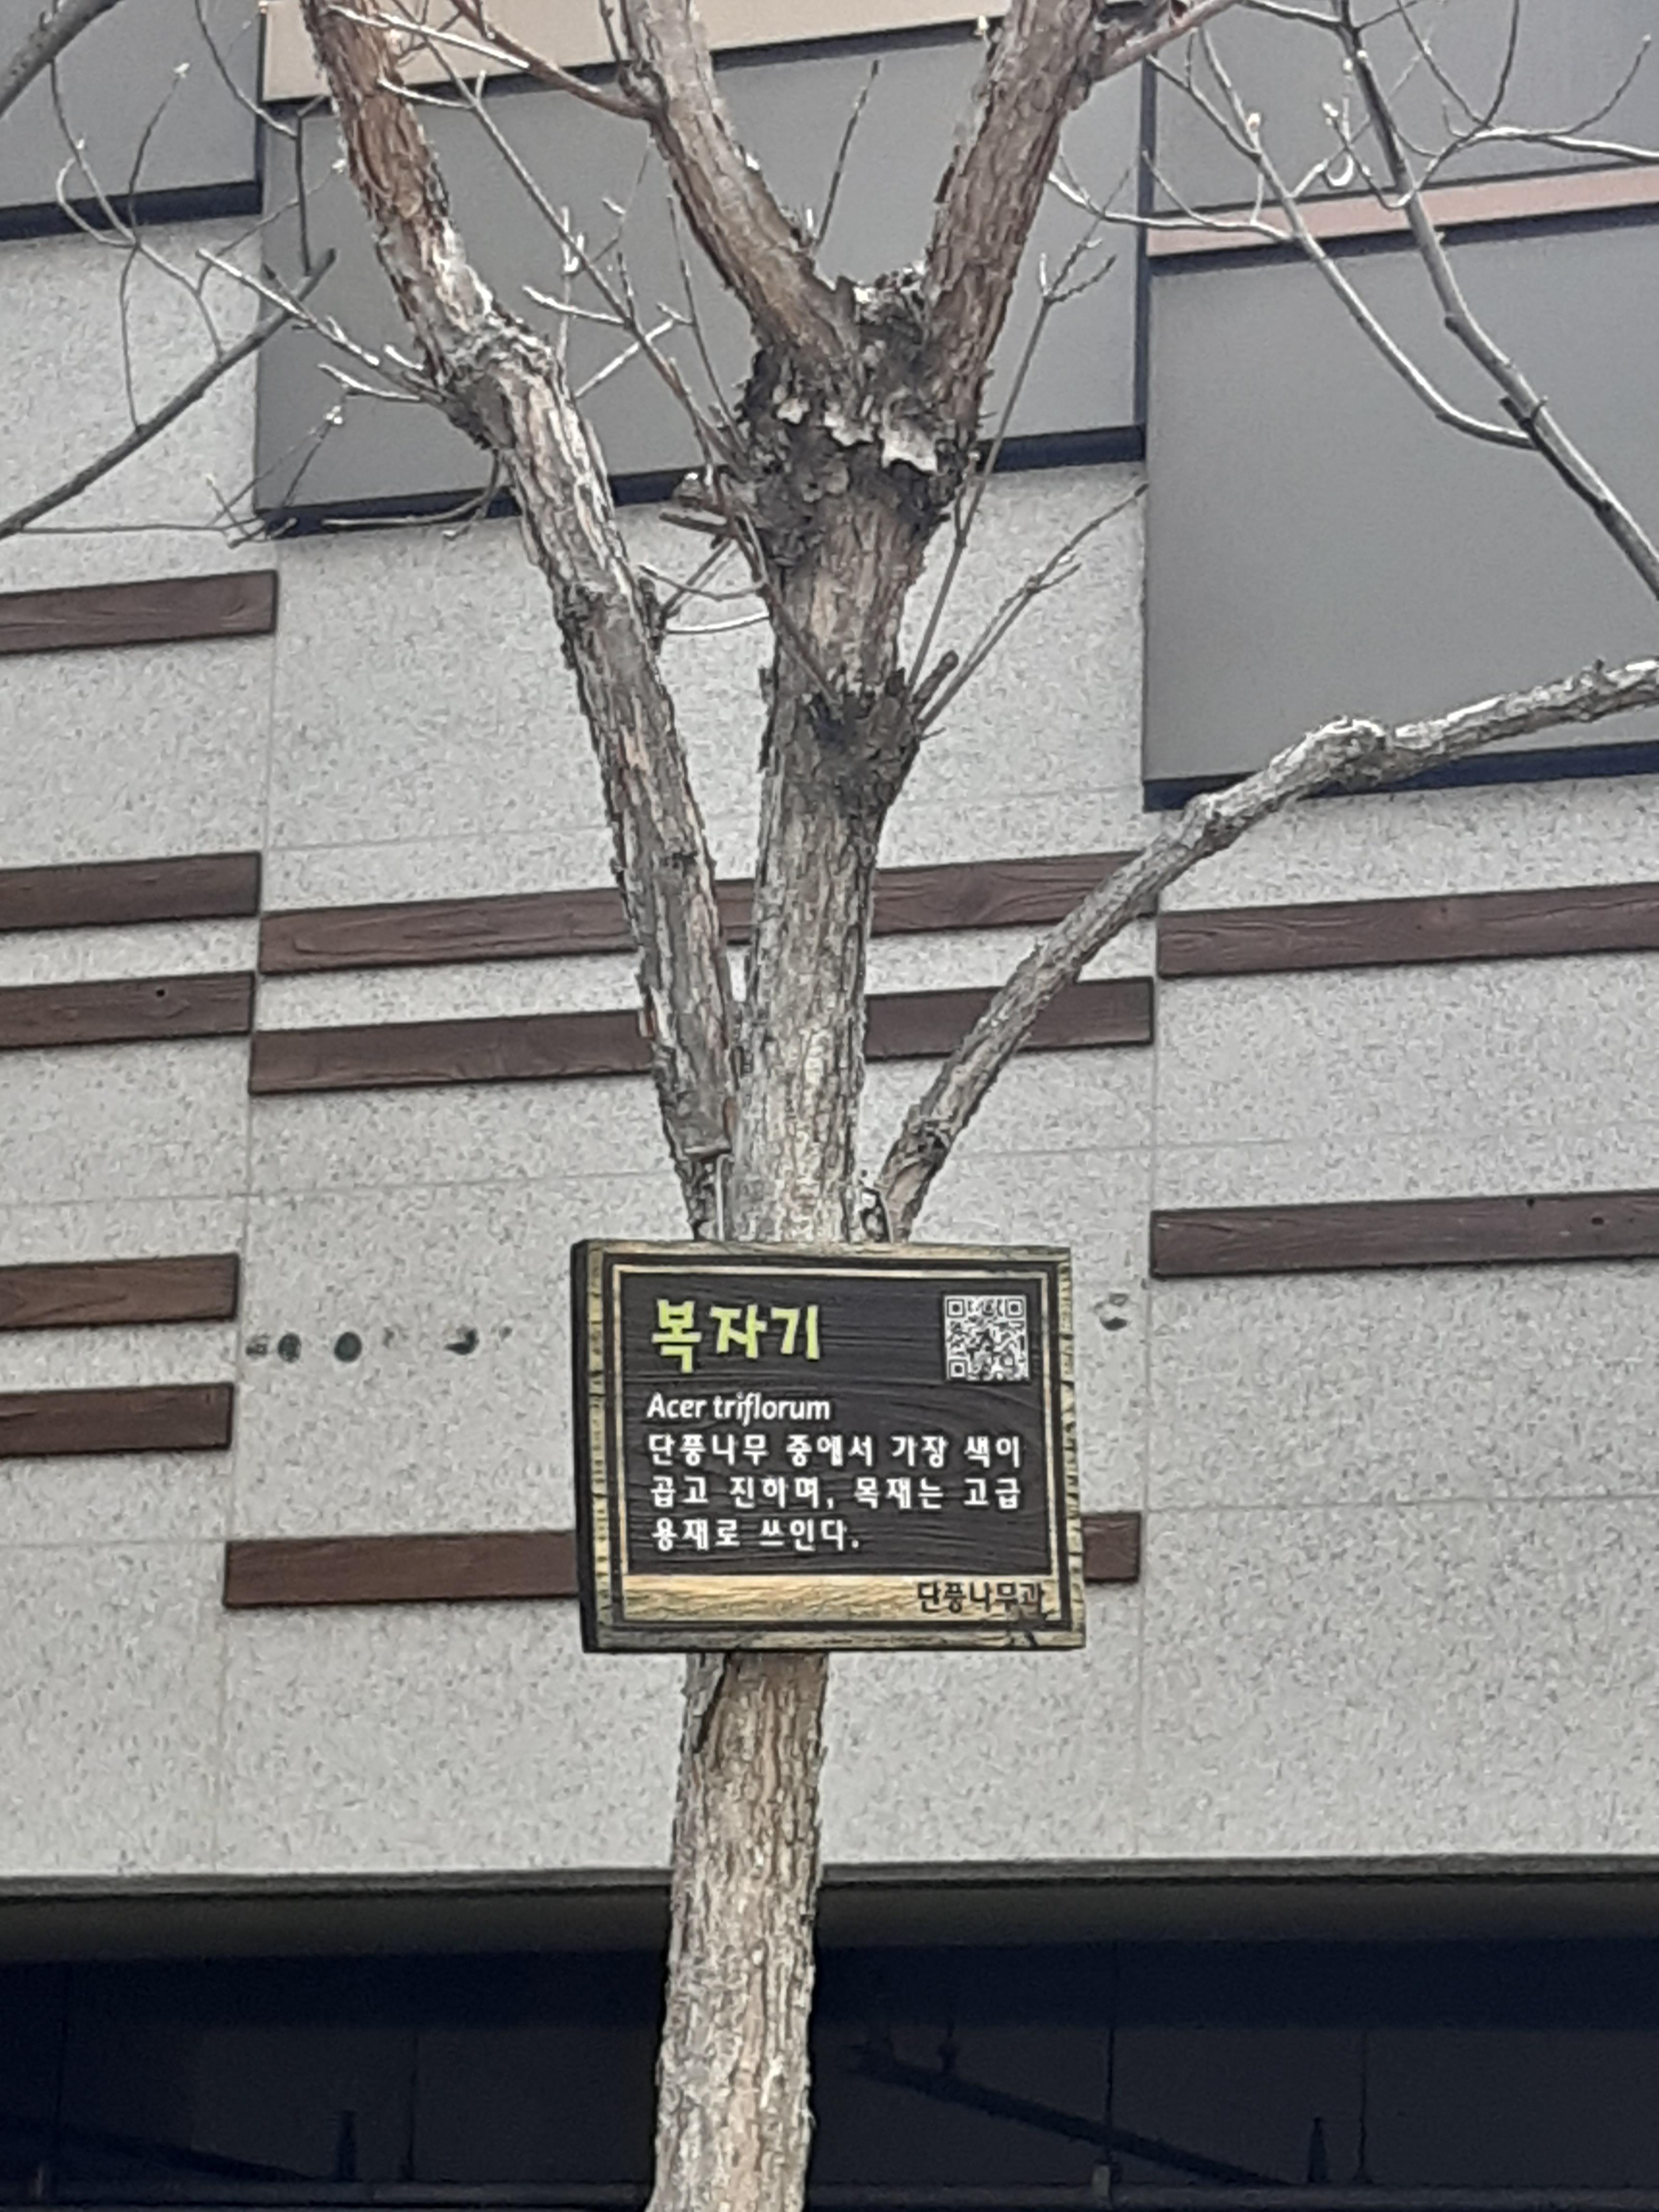 복자기
Acer triflorum
단풍나무 중에서 가장 색이
곱고 진하며, 목재는 고급
용재로 쓰인다.
단풍나무과